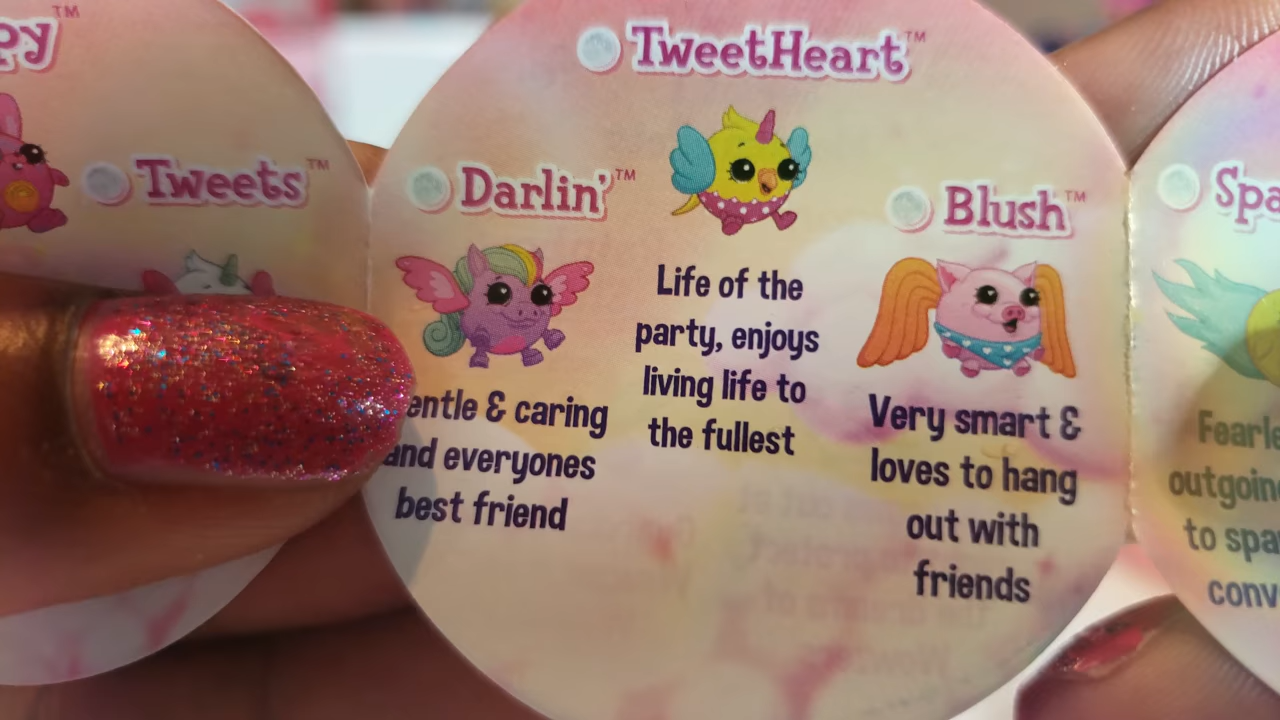 TweetHeart™
Tweets™
Darlin'™
Blush™
Life of the
party, enjoys
living life to
the fullest
& caring
and everyones
best friend
Very smart &
loves to hang
out with
friends
to